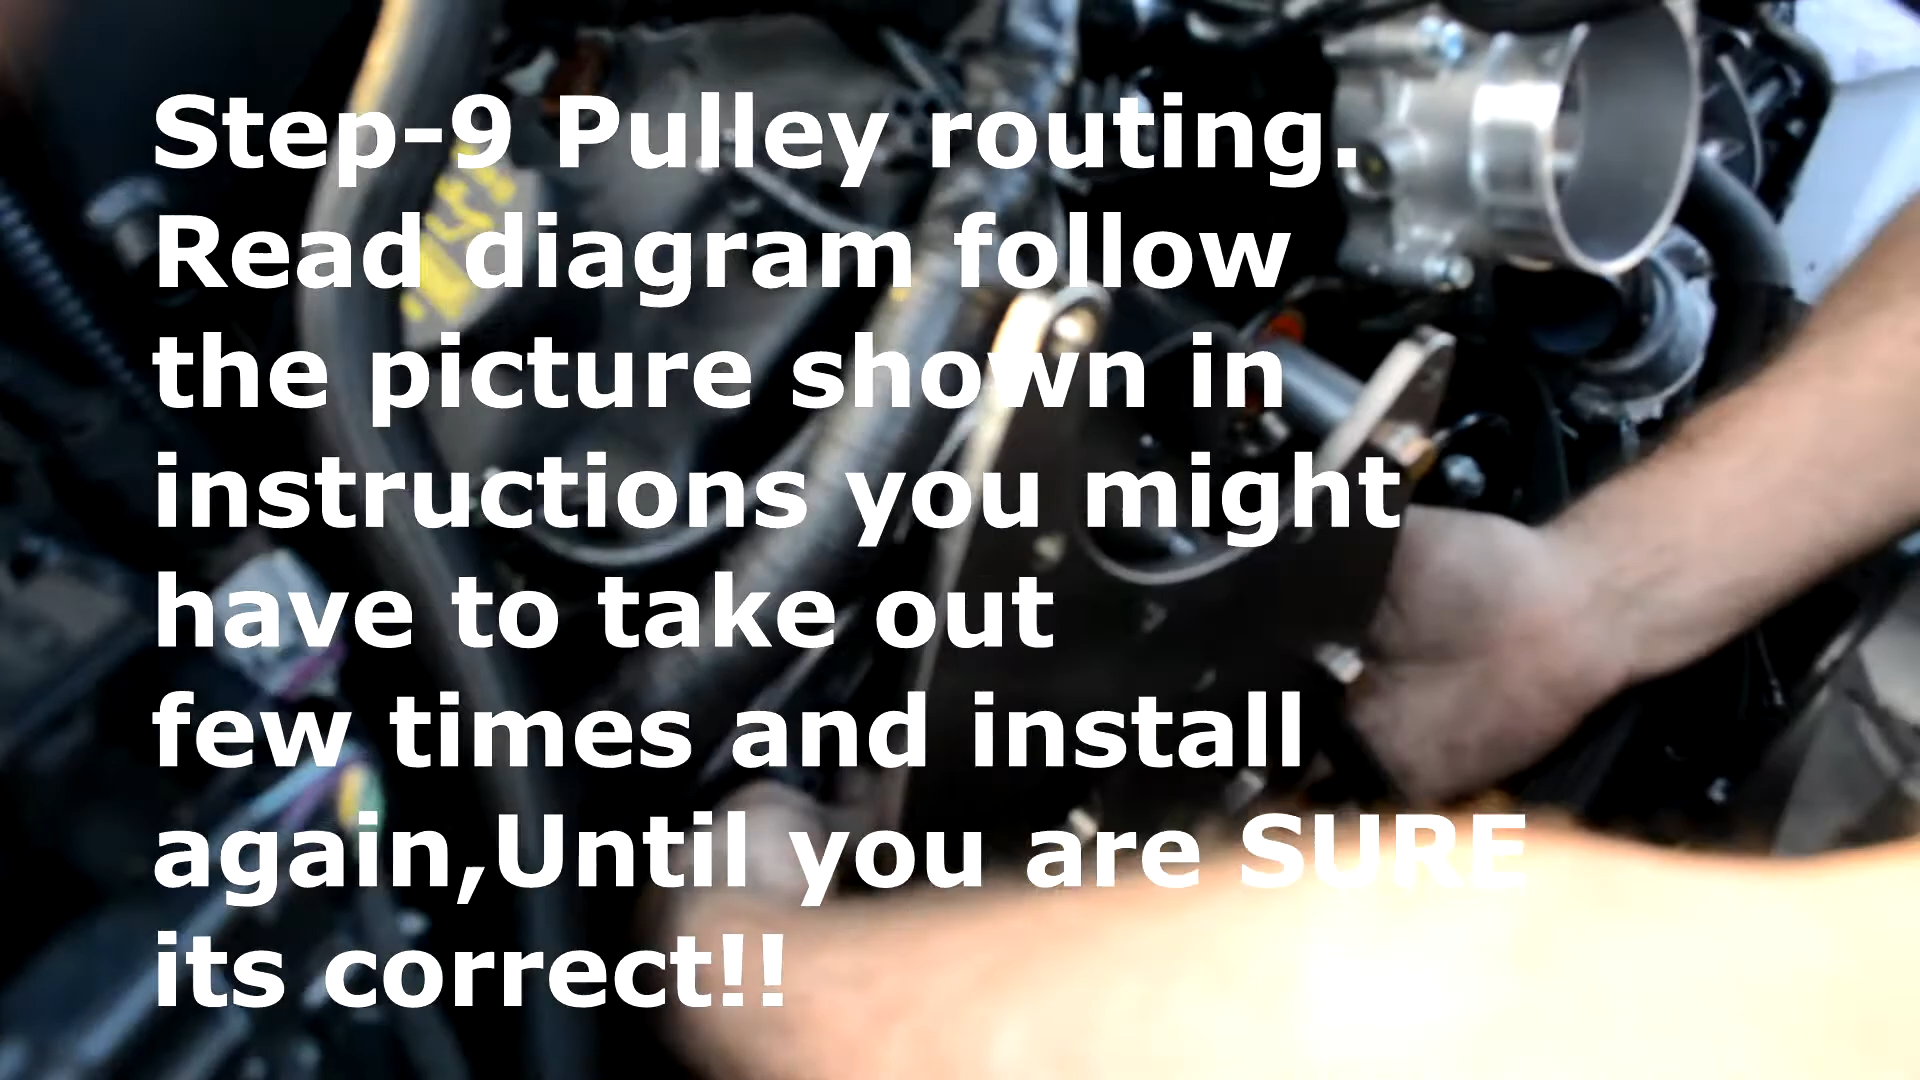 Step-9 Pulley routing.
Read diagram follow
the picture shown in
instructions you might
have to take out
few times and install
again,Until you are SURE
its correct!!